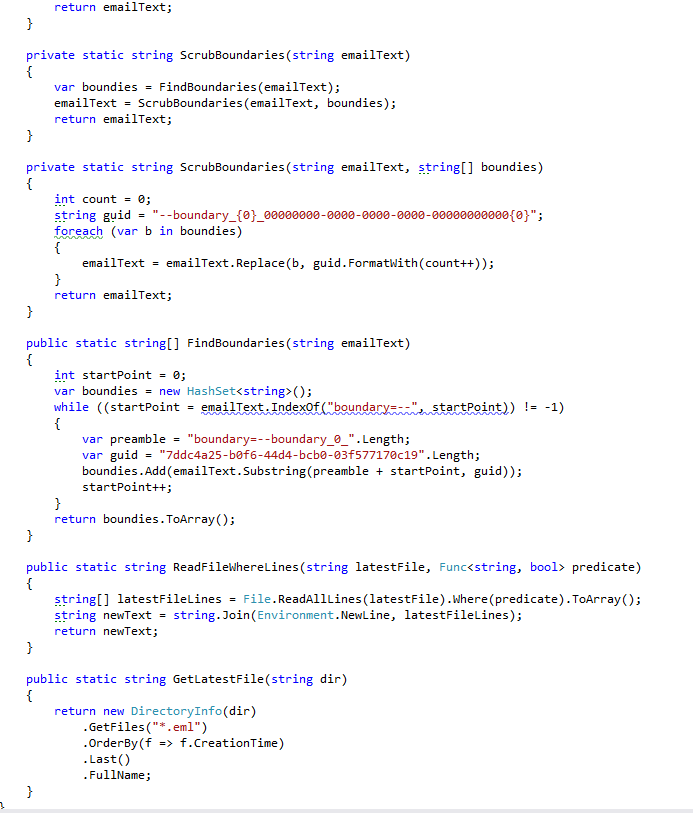 return emailText;
    }

    private static string ScrubBoundaries(string emailText)
    {
        var boundies = FindBoundaries(emailText);
        emailText = ScrubBoundaries(emailText, boundies);
        return emailText;
    }

    private static string ScrubBoundaries(string emailText, string[] boundies)
    {
        int count = 0;
        string guid = "--boundary_{0}_00000000-0000-0000-0000-00000000000{0}";
        foreach (var b in boundies)
        {
            emailText = emailText.Replace(b, guid.FormatWith(count++));
        }
        return emailText;
    }

    public static string[] FindBoundaries(string emailText)
    {
        int startPoint = 0;
        var boundies = new HashSet<string>();
        while ((startPoint = emailText.IndexOf("boundary=--", startPoint)) != -1)
        {
            var preamble = "boundary=--boundary_0_".Length;
            var guid = "7ddc4a25-b0f6-44d4-bcb0-03f577170c19".Length;
            boundies.Add(emailText.Substring(preamble + startPoint, guid));
            startPoint++;
        }
        return boundies.ToArray();
    }

    public static string ReadFileWhereLines(string latestFile, Func<string, bool> predicate)
    {
        string[] latestFileLines = File.ReadAllLines(latestFile).Where(predicate).ToArray();
        string newText = string.Join(Environment.NewLine, latestFileLines);
        return newText;
    }

    public static string GetLatestFile(string dir)
    {
        return new DirectoryInfo(dir)
            .GetFiles("*.eml")
            .OrderBy(f => f.CreationTime)
            .Last()
            .FullName;
    }
}